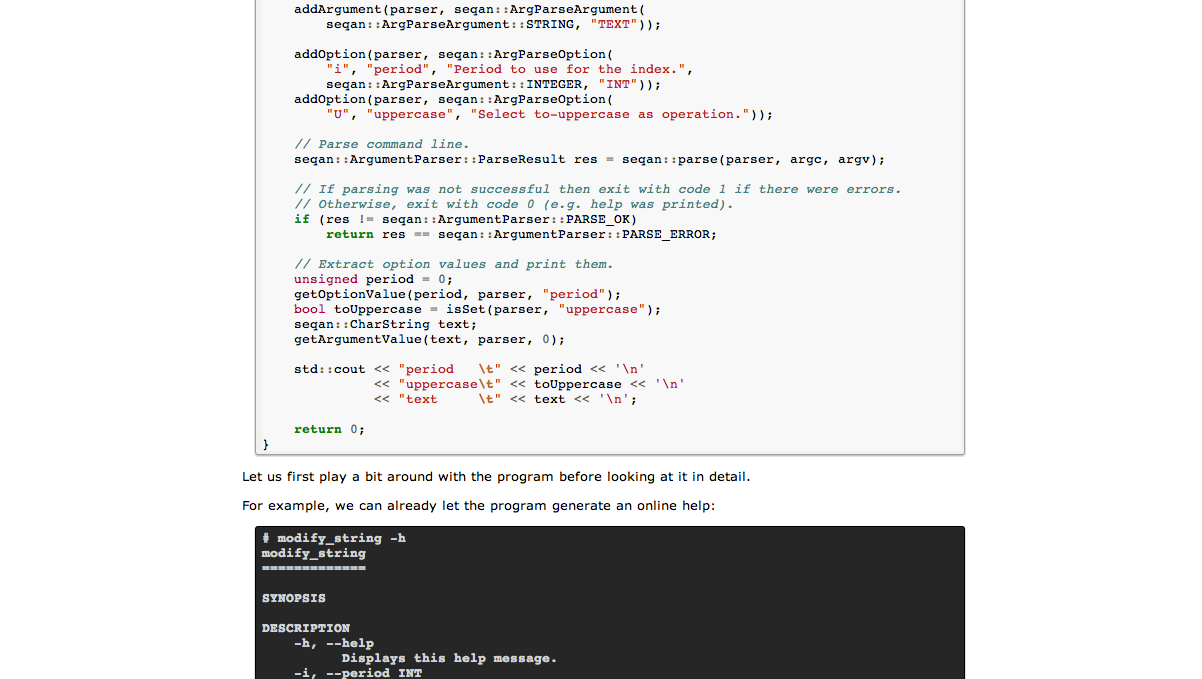 addArgument(parser, seqan::ArgParseArgument(
seqan::ArgParseArgument::STRING, "TEXT"));
addOption(parser, seqan::ArgParseOption(
"i", "period", "Period to use for the index.",
seqan::ArgParseArgument::INTEGER, "INT"));
addOption(parser, seqan::ArgParseOption(
"U", "uppercase", "Select to-uppercase as operation."));
// Parse command line.
seqan::ArgumentParser::ParseResult res = seqan::parse(parser, argc, argv);
// If parsing was not successful then exit with code 1 if there were errors.
// Otherwise, exit with code 0 (e.g. help was printed).
if (res != seqan::ArgumentParser::PARSE_OK)
return res == seqan::ArgumentParser::PARSE_ERROR;
// Extract option values and print them.
unsigned period = 0;
getOptionValue(period, parser, "period");
bool toUppercase = isSet(parser, "uppercase");
seqan::CharString text;
getArgumentValue(text, parser, 0);
std::cout << "period   \t" << period << '\n'
<< "uppercase\t" << toUppercase << '\n'
<< "text     \t" << text << '\n';
return 0;
}
Let us first play a bit around with the program before looking at it in detail.
For example, we can already let the program generate an online help:
# modify_string -h
modify_string
=============
SYNOPSIS
DESCRIPTION
-h, --help
Displays this help message.
-i, --period INT